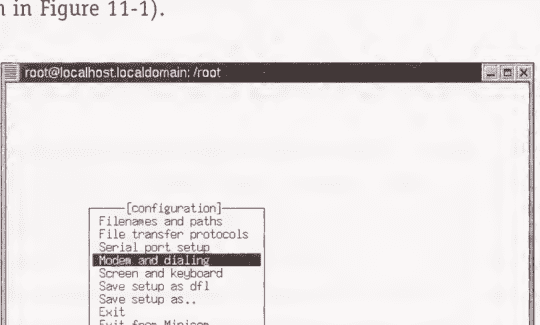 in Figure 11-1).
root@localhost.localdomain: /root
[configuration]
Filenames and paths
File transfer protocols
Serial port setup
Modem and dialing
Screen and keyboard
Save setup as dfl
Save setup as..
Exit
Exit from Minicom